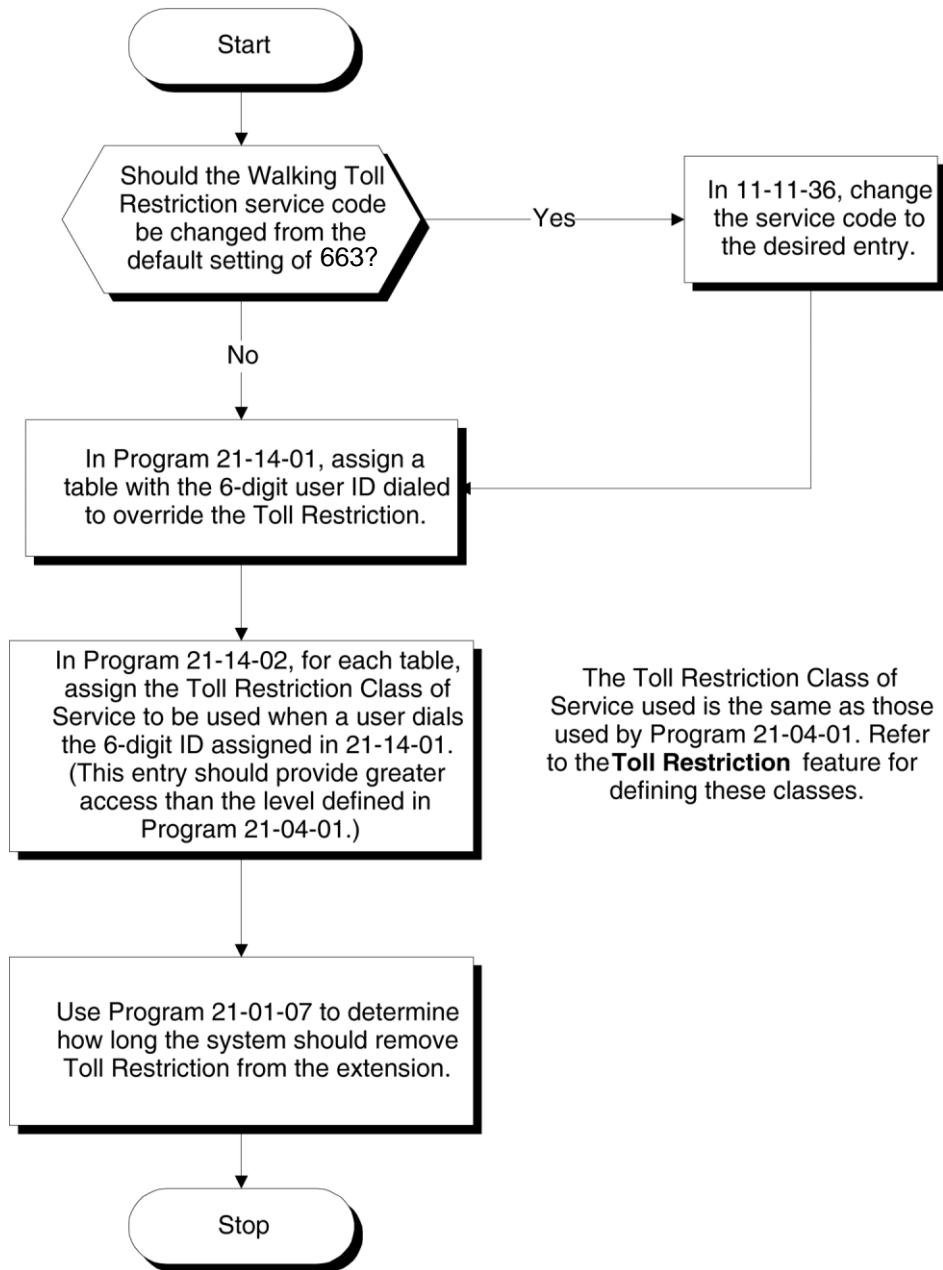 Start
Should the Walking Toll
Restriction service code
be changed from the
default setting of 663?
Yes
In 11-11-36, change
the service code to
the desired entry.
No
In Program 21-14-01, assign a
table with the 6-digit user ID dialed
to override the Toll Restriction.
In Program 21-14-02, for each table,
assign the Toll Restriction Class of
Service to be used when a user dials
the 6-digit ID assigned in 21-14-01.
(This entry should provide greater
access than the level defined in
Program 21-04-01.)
The Toll Restriction Class of
Service used is the same as those
used by Program 21-04-01. Refer
to the Toll Restriction feature for
defining these classes.
Use Program 21-01-07 to determine
how long the system should remove
Toll Restriction from the extension.
Stop